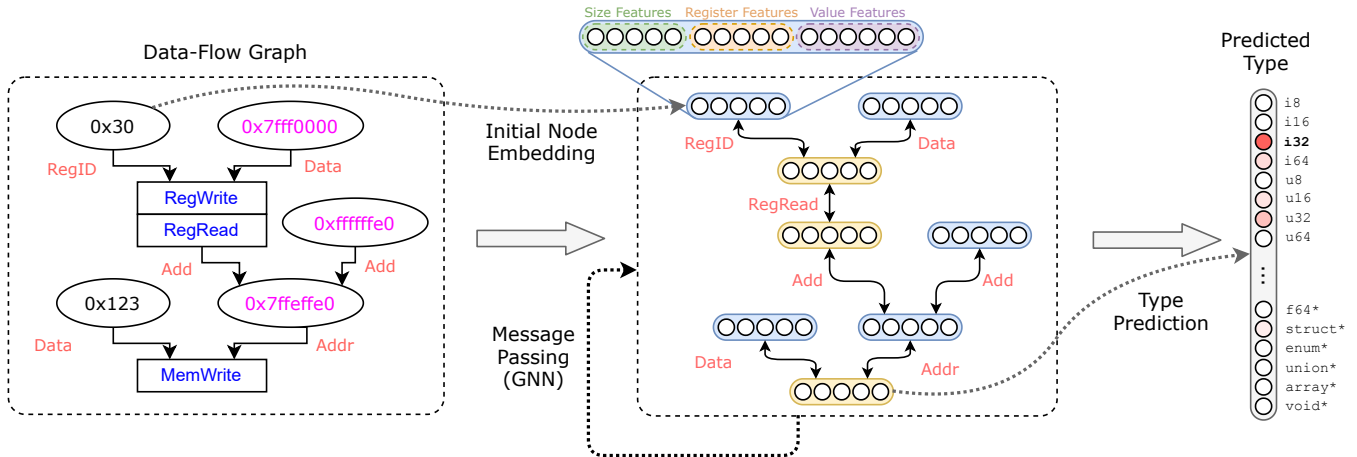 Size Features
Register Features
Value Features
Data-Flow Graph
0x30
0x7fff0000
RegID
Data
RegWrite
RegRead
0xffffffe0
Add
Add
0x123
0x7ffeffe0
Data
Addr
MemWrite
Initial Node
Embedding
Message
Passing
(GNN)
RegID
Data
RegRead
Add
Add
Data
Addr
Type
Prediction
Predicted
Type
i8
i16
i32
i64
u8
u16
u32
u64
...
f64*
struct*
enum*
union*
array*
void*